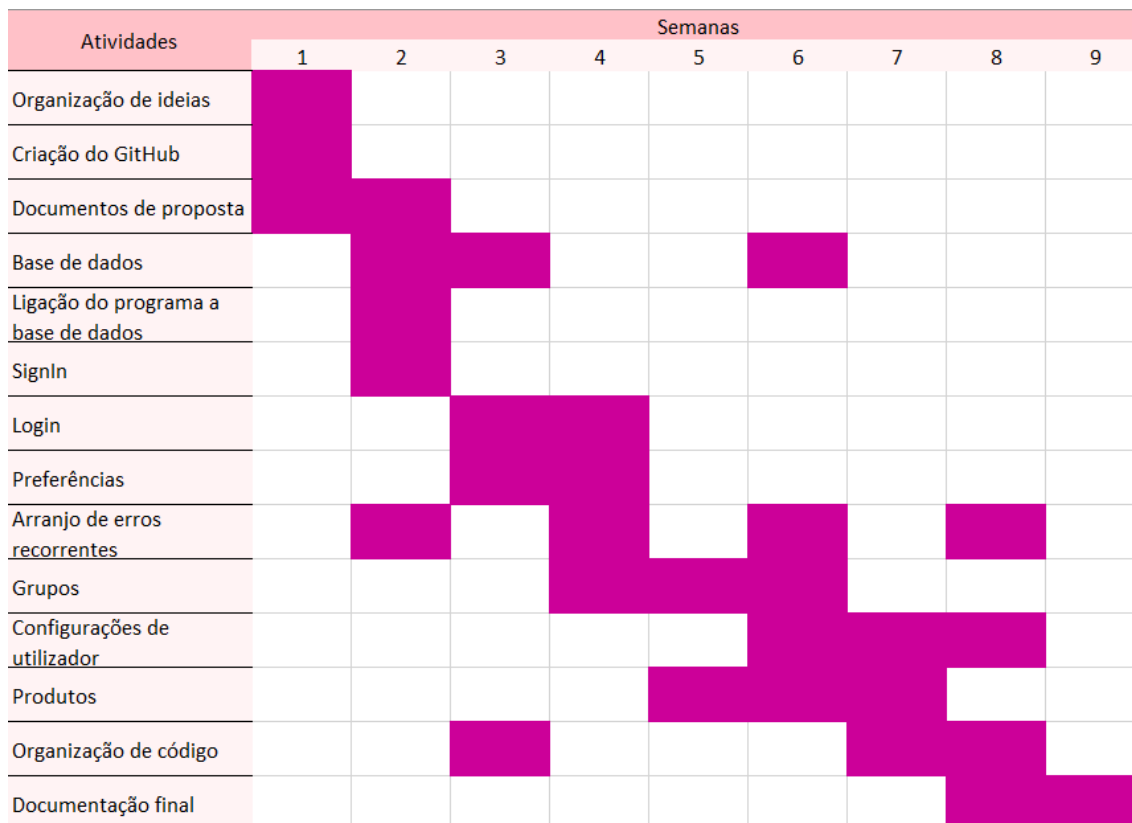 Atividades
Semanas
1 2 3 4 5 6 7 8 9
Organização de ideias
Criação do GitHub
Documentos de proposta
Base de dados
Ligação do programa a
base de dados
SignIn
Login
Preferências
Arranjo de erros
recorrentes
Grupos
Configurações de
utilizador
Produtos
Organização de código
Documentação final